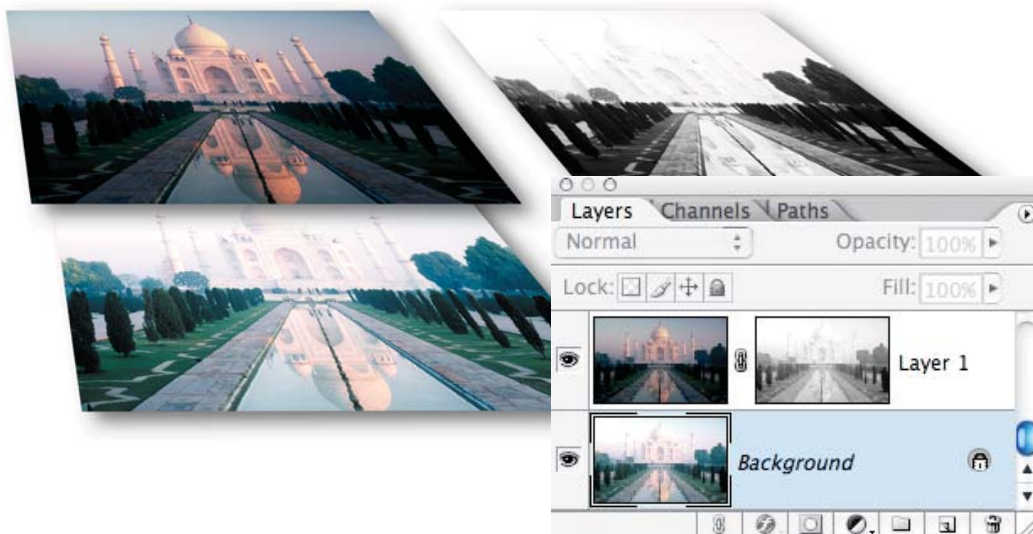 Layers Channels Paths
Normal Opacity: 100%
Lock: Fill: 100%
Layer 1
Background